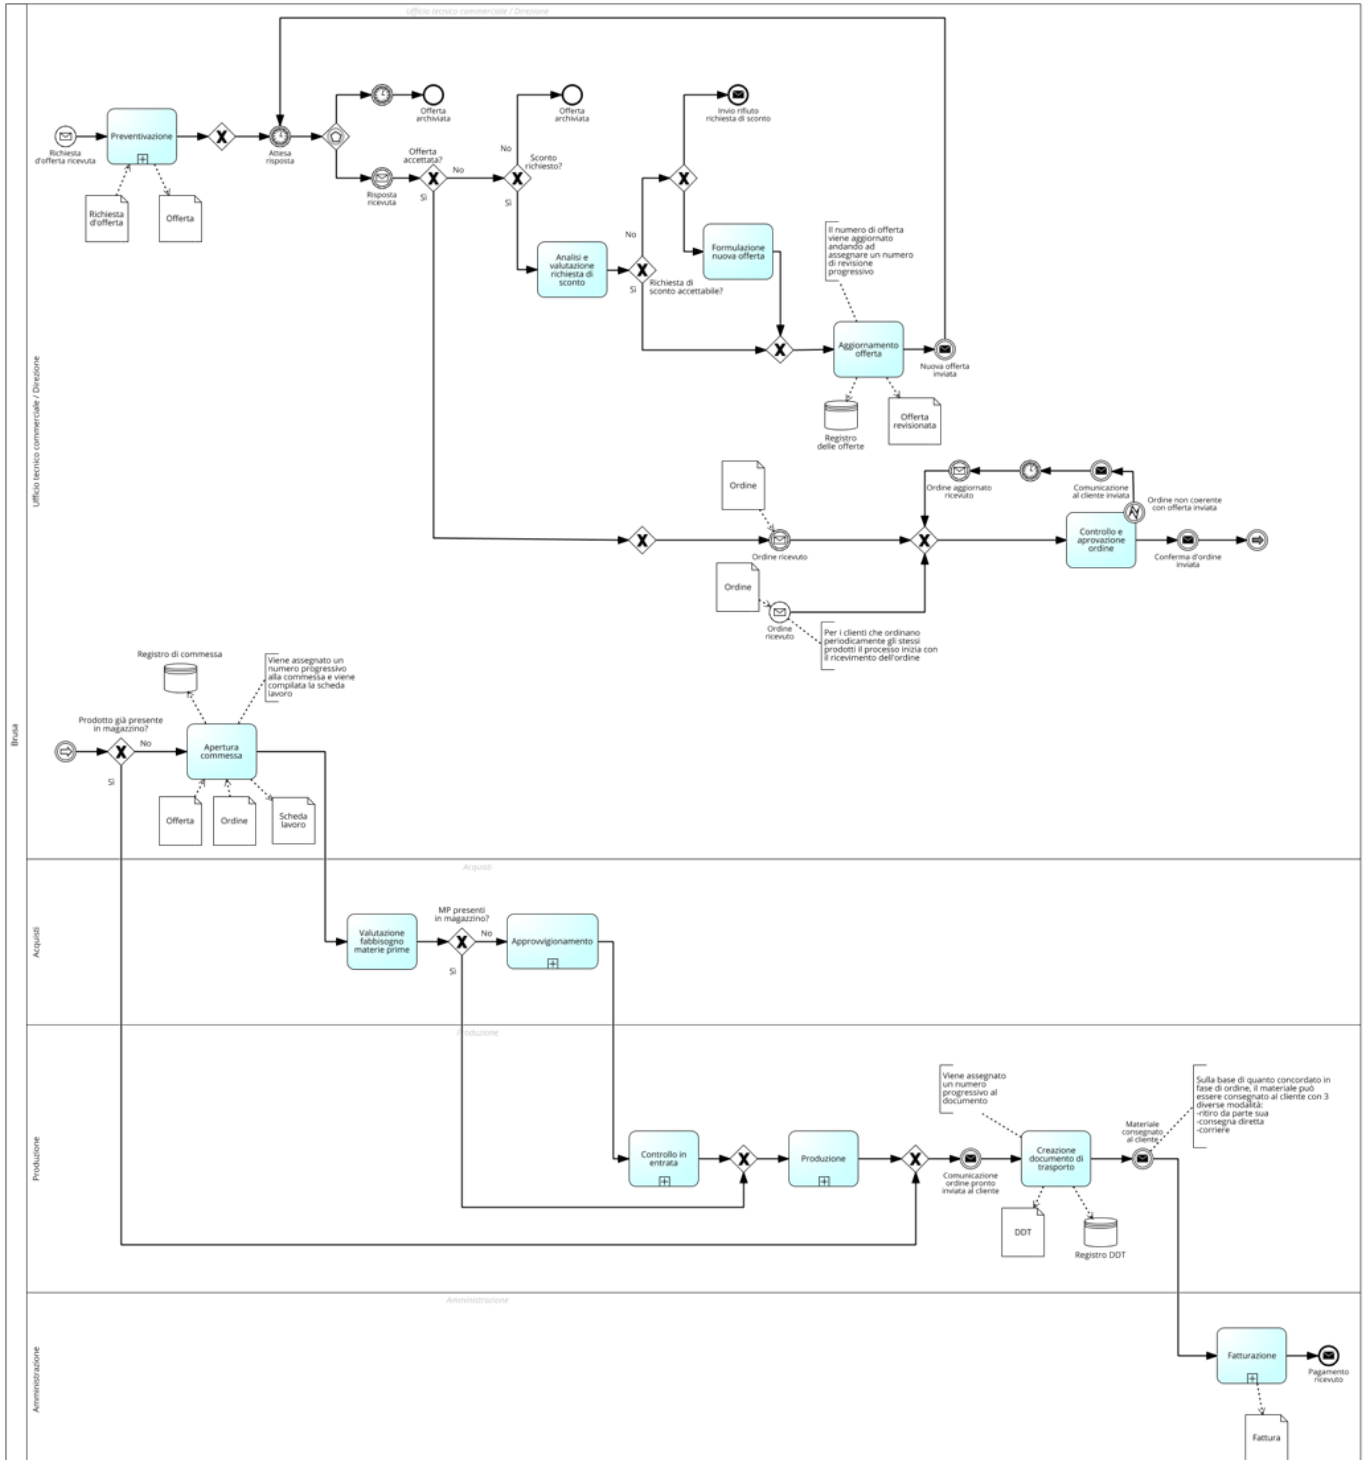 Ufficio tecnico commerciale / Direzione
Brusa
Ufficio tecnico commerciale / Direzione
Richiesta
d'offerta ricevuta
Preventivazione
Richiesta
d'offerta
Offerta
Attesa
risposta
Offerta
archiviata
Risposta
ricevuta
Offerta
accettata?
No
Sì
Offerta
archiviata
No
Sconto
richiesto?
Sì
Analisi e
valutazione
richiesta di
sconto
No
Sì
Richiesta di
sconto accettabile?
Invio rifiuto
richiesta di sconto
Formulazione
nuova offerta
Il numero di offerta
viene aggiornato
andando ad
assegnare un numero
di revisione
progressivo
Aggiornamento
offerta
Nuova offerta
inviata
Registro
delle offerte
Offerta
revisionata
Ordine
Ordine ricevuto
Ordine
Ordine
ricevuto
Per i clienti che ordinano
periodicamente gli stessi
prodotti il processo inizia con
il ricevimento dell'ordine
Ordine aggiornato
ricevuto
Comunicazione
al cliente inviata
Ordine non coerente
con offerta inviata
Controllo e
aprovazione
ordine
Conferma d'ordine
inviata
Registro di commessa
Viene assegnato un
numero progressivo
alla commessa e viene
compilata la scheda
lavoro
Prodotto già presente
in magazzino?
No
Sì
Apertura
commessa
Offerta
Ordine
Scheda
lavoro
Acquisti
Acquisti
Valutazione
fabbisogno
materie prime
MP presenti
in magazzino?
No
Sì
Approvvigionamento
Produzione
Produzione
Controllo in
entrata
Produzione
Comunicazione
ordine pronto
inviata al cliente
Viene assegnato
un numero
progressivo al
documento
Creazione
documento di
trasporto
DDT
Registro DDT
Materiale
consegnato
al cliente
Sulla base di quanto concordato in
fase di ordine, il materiale può
essere consegnato al cliente con 3
diverse modalità:
-ritiro da parte sua
-consegna diretta
-corriere
Amministrazione
Amministrazione
Fatturazione
Pagamento
ricevuto
Fattura